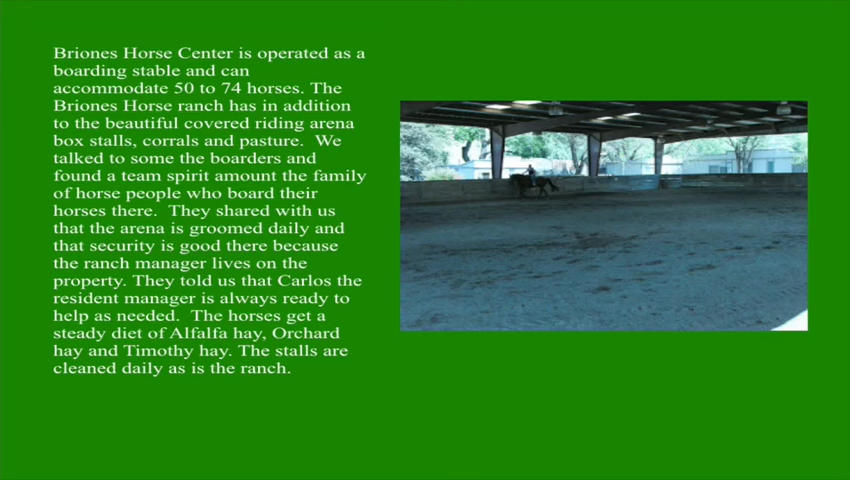 Briones Horse Center is operated as a
boarding stable and can
accommodate 50 to 74 horses. The
Briones Horse ranch has in addition
to the beautiful covered riding arena
box stalls, corrals and pasture.  We
talked to some the boarders and
found a team spirit amount the family
of horse people who board their
horses there.  They shared with us
that the arena is groomed daily and
that security is good there because
the ranch manager lives on the
property. They told us that Carlos the
resident manager is always ready to
help as needed.  The horses get a
steady diet of Alfalfa hay, Orchard
hay and Timothy hay. The stalls are
cleaned daily as is the ranch.